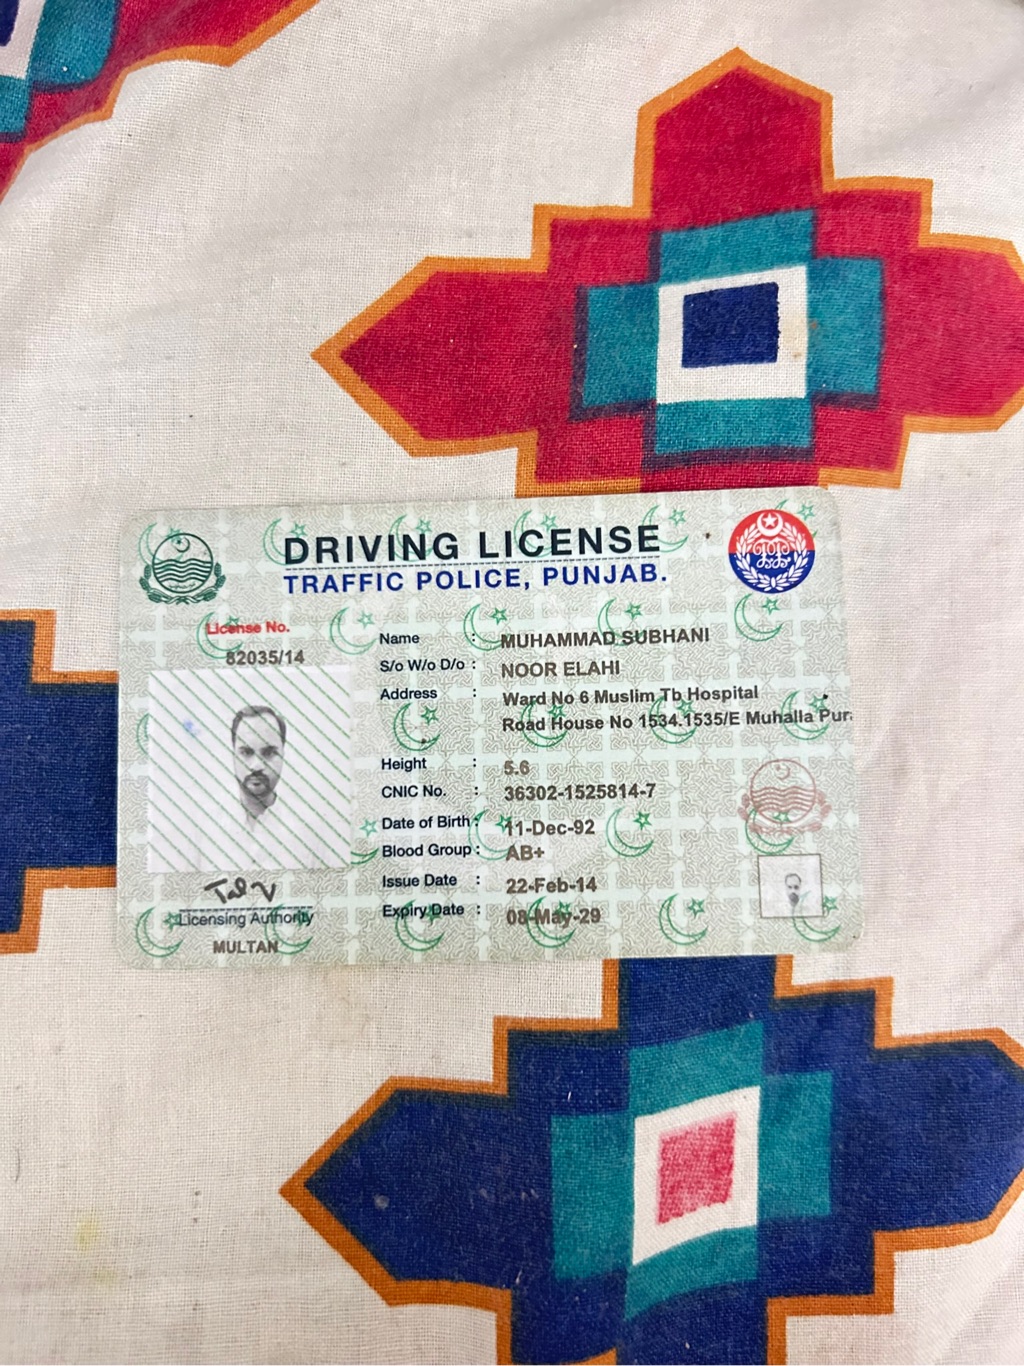 DRIVING LICENSE
TRAFFIC POLICE, PUNJAB.
License No.
82035/14
Name : MUHAMMAD SUBHANI
S/o W/o D/o : NOOR ELAHI
Address : Ward No 6 Muslim Tb Hospital
Road House No 1534.1535/E Muhalla Pur
Height : 5.6
CNIC No. : 36302-1525814-7
Date of Birth : 11-Dec-92
Blood Group : AB+
Issue Date : 22-Feb-14
Expiry Date : 08-May-29
Licensing Authority
MULTAN